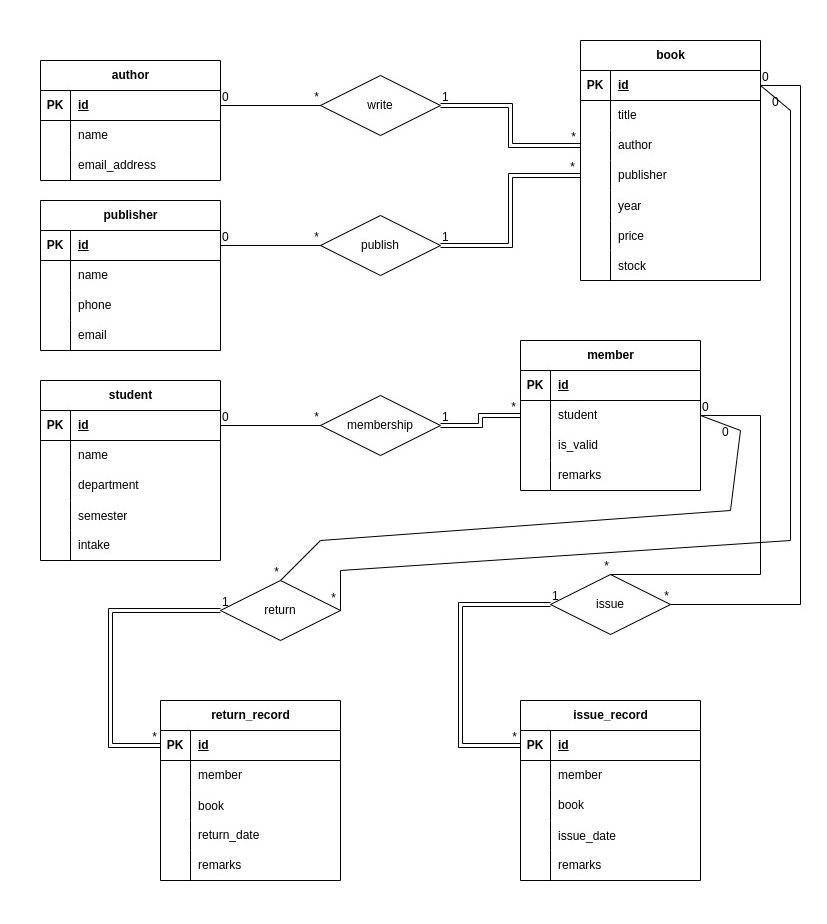 author
PK id
name
email_address
0
*
write
1
*
book
PK id
title
author
publisher
year
price
stock
0
0
publisher
PK id
name
phone
email
0
*
publish
1
*
student
PK id
name
department
semester
intake
0
*
membership
1
*
member
PK id
student
is_valid
remarks
0
0
*
*
return
1
*
*
*
issue
1
*
return_record
PK id
member
book
return_date
remarks
issue_record
PK id
member
book
issue_date
remarks